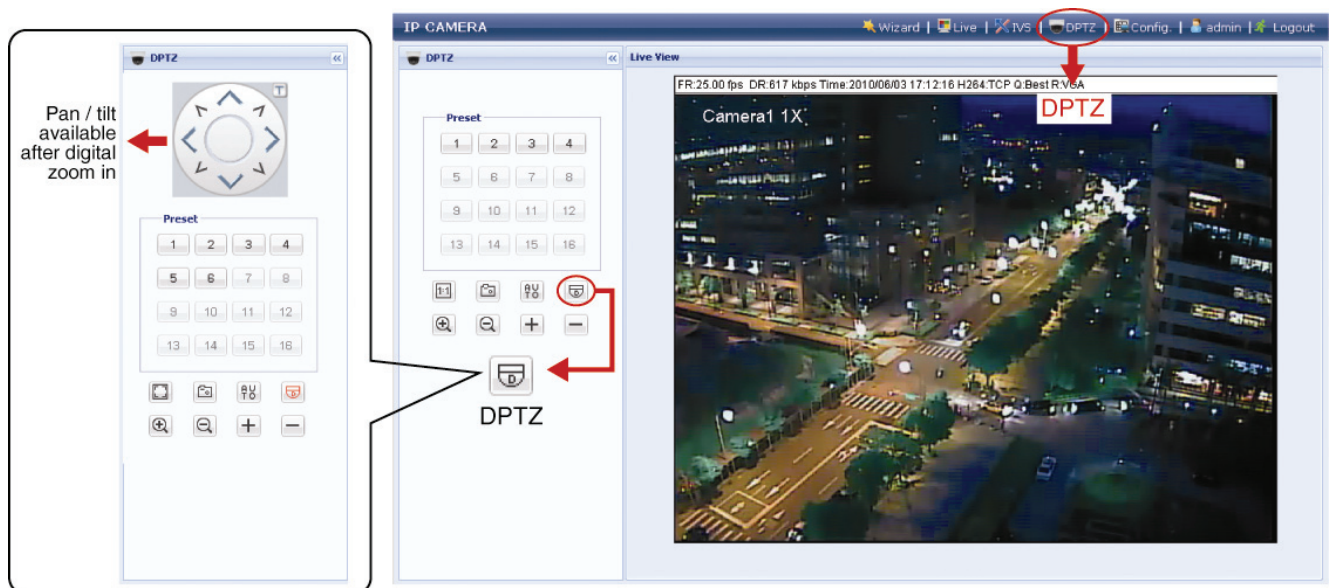 IP CAMERA
Wizard | Live | IVS | DPTZ | Config. | admin | Logout
DPTZ
Pan / tilt
available
after digital
zoom in
T
Preset
1 2 3 4
5 6 7 8
9 10 11 12
13 14 15 16
AUTO
D
DPTZ
Preset
1 2 3 4
5 6 7 8
9 10 11 12
13 14 15 16
1:1 AUTO D
D
DPTZ
Live View
FR:25.00 fps DR:617 kbps Time:2010/06/03 17:12:16 H264:TCP Q:Best R:VGA
DPTZ
Camera1 1X